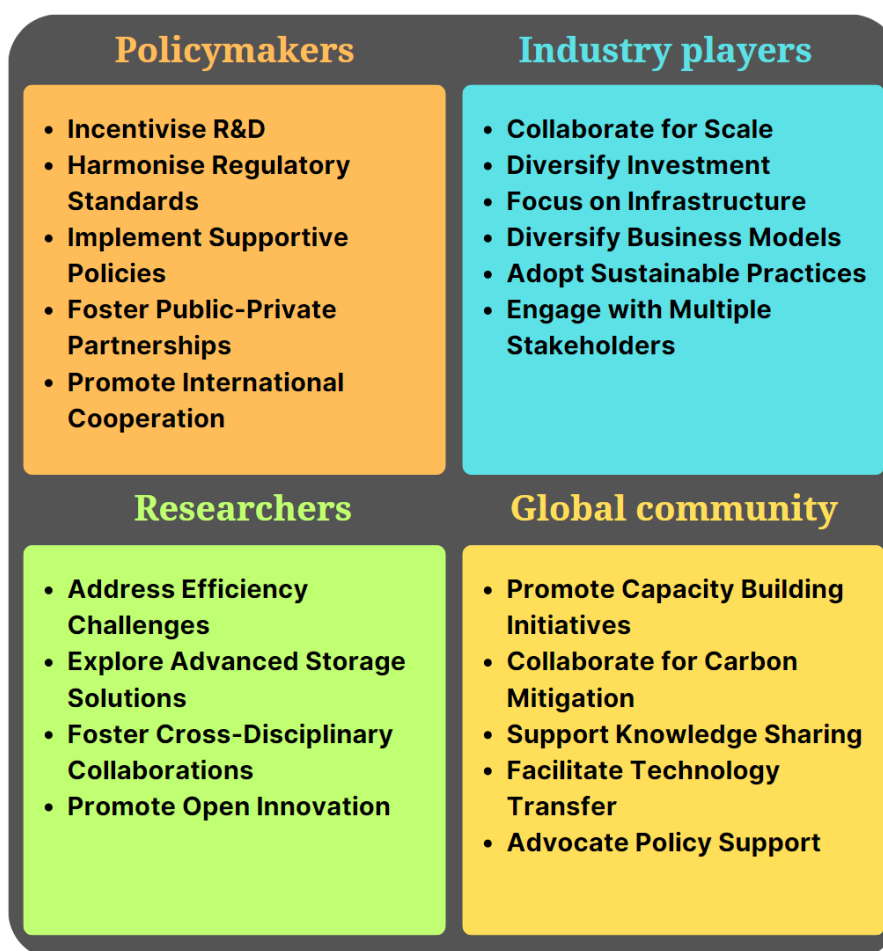 Policymakers
• Incentivise R&D
• Harmonise Regulatory
Standards
• Implement Supportive
Policies
• Foster Public-Private
Partnerships
• Promote International
Cooperation
Industry players
• Collaborate for Scale
• Diversify Investment
• Focus on Infrastructure
• Diversify Business Models
• Adopt Sustainable Practices
• Engage with Multiple
Stakeholders
Researchers
• Address Efficiency
Challenges
• Explore Advanced Storage
Solutions
• Foster Cross-Disciplinary
Collaborations
• Promote Open Innovation
Global community
• Promote Capacity Building
Initiatives
• Collaborate for Carbon
Mitigation
• Support Knowledge Sharing
• Facilitate Technology
Transfer
• Advocate Policy Support